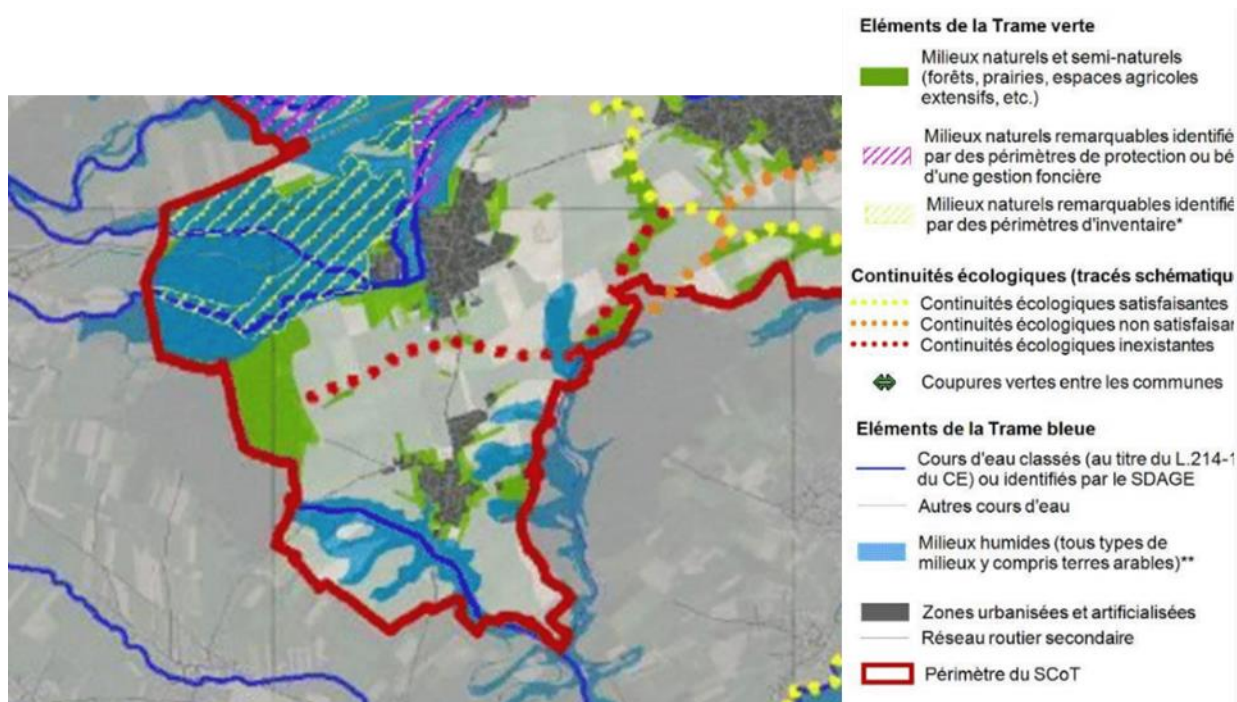 Eléments de la Trame verte
Milieux naturels et semi-naturels
(forêts, prairies, espaces agricoles
extensifs, etc.)
Milieux naturels remarquables identifié
par des périmètres de protection ou bé
d'une gestion foncière
Milieux naturels remarquables identifié
par des périmètres d'inventaire*
Continuités écologiques (tracés schématiqu
Continuités écologiques satisfaisantes
Continuités écologiques non satisfaisar
Continuités écologiques inexistantes
Coupures vertes entre les communes
Eléments de la Trame bleue
Cours d'eau classés (au titre du L.214-1
du CE) ou identifiés par le SDAGE
Autres cours d'eau
Milieux humides (tous types de
milieux y compris terres arables)**
Zones urbanisées et artificialisées
Réseau routier secondaire
Périmètre du SCoT